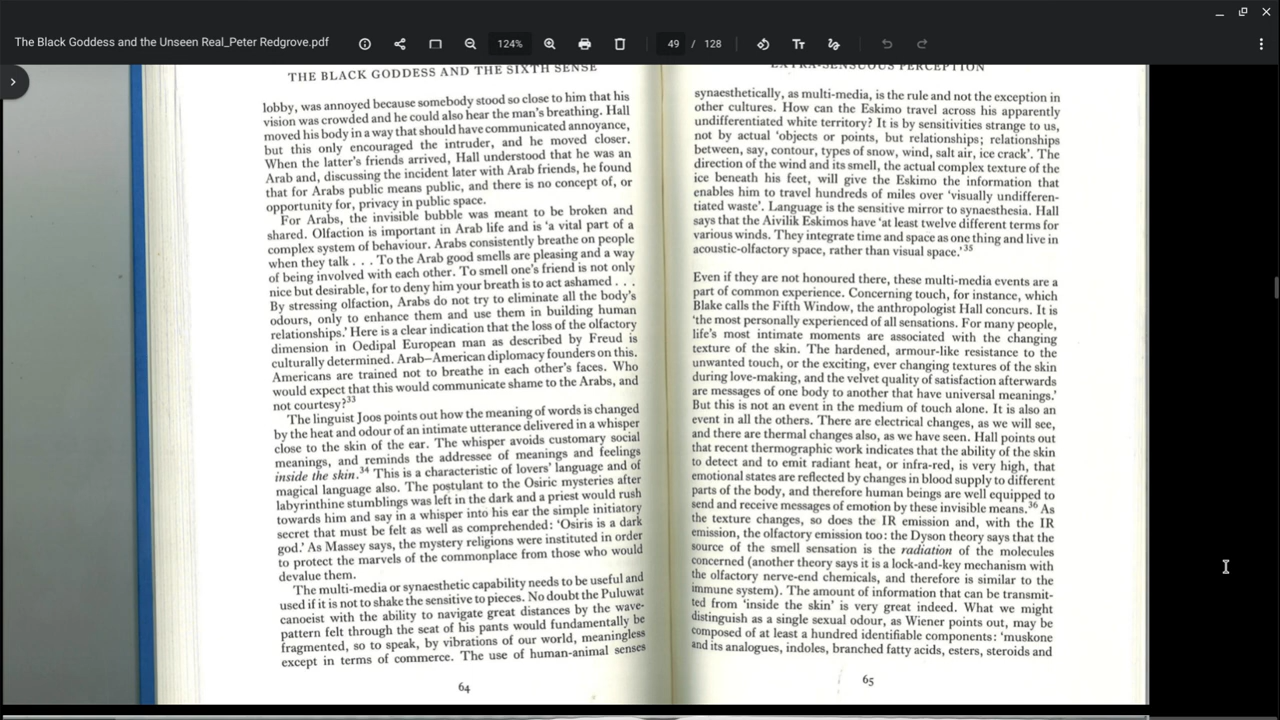 The Black Goddess and the Unseen Real_Peter Redgrove.pdf
124%
49 / 128
THE BLACK GODDESS AND THE SIXTH SENSE
lobby, was annoyed because somebody stood so close to him that his
vision was crowded and he could also hear the man's breathing. Hall
moved his body in a way that should have communicated annoyance,
but this only encouraged the intruder, and he moved closer.
When the latter's friends arrived, Hall understood that he was an
Arab and, discussing the incident later with Arab friends, he found
that for Arabs public means public, and there is no concept of, or
opportunity for, privacy in public space.
For Arabs, the invisible bubble was meant to be broken and
shared. Olfaction is important in Arab life and is 'a vital part of a
complex system of behaviour. Arabs consistently breathe on people
when they talk . . . To the Arab good smells are pleasing and a way
of being involved with each other. To smell one's friend is not only
nice but desirable, for to deny him your breath is to act ashamed . . .
By stressing olfaction, Arabs do not try to eliminate all the body's
odours, only to enhance them and use them in building human
relationships.' Here is a clear indication that the loss of the olfactory
dimension in Oedipal European man as described by Freud is
culturally determined. Arab–American diplomacy founders on this.
Americans are trained not to breathe in each other's faces. Who
would expect that this would communicate shame to the Arabs, and
not courtesy?33
The linguist Joos points out how the meaning of words is changed
by the heat and odour of an intimate utterance delivered in a whisper
close to the skin of the ear. The whisper avoids customary social
meanings, and reminds the addressee of meanings and feelings
inside the skin.34 This is a characteristic of lovers' language and of
magical language also. The postulant to the Osiric mysteries after
labyrinthine stumblings was left in the dark and a priest would rush
towards him and say in a whisper into his ear the simple initiatory
secret that must be felt as well as comprehended: 'Osiris is a dark
god.' As Massey says, the mystery religions were instituted in order
to protect the marvels of the commonplace from those who would
devalue them.
The multi-media or synaesthetic capability needs to be useful and
used if it is not to shake the sensitive to pieces. No doubt the Puluwat
canoeist with the ability to navigate great distances by the wave-
pattern felt through the seat of his pants would fundamentally be
fragmented, so to speak, by vibrations of our world, meaningless
except in terms of commerce. The use of human-animal senses
64
EXTRA-SENSUOUS PERCEPTION
synaesthetically, as multi-media, is the rule and not the exception in
other cultures. How can the Eskimo travel across his apparently
undifferentiated white territory? It is by sensitivities strange to us,
not by actual 'objects or points, but relationships; relationships
between, say, contour, types of snow, wind, salt air, ice crack'. The
direction of the wind and its smell, the actual complex texture of the
ice beneath his feet, will give the Eskimo the information that
enables him to travel hundreds of miles over 'visually undifferen-
tiated waste'. Language is the sensitive mirror to synaesthesia. Hall
says that the Aivilik Eskimos have 'at least twelve different terms for
various winds. They integrate time and space as one thing and live in
acoustic-olfactory space, rather than visual space.'35
Even if they are not honoured there, these multi-media events are a
part of common experience. Concerning touch, for instance, which
Blake calls the Fifth Window, the anthropologist Hall concurs. It is
'the most personally experienced of all sensations. For many people,
life's most intimate moments are associated with the changing
texture of the skin. The hardened, armour-like resistance to the
unwanted touch, or the exciting, ever changing textures of the skin
during love-making, and the velvet quality of satisfaction afterwards
are messages of one body to another that have universal meanings.'
But this is not an event in the medium of touch alone. It is also an
event in all the others. There are electrical changes, as we will see,
and there are thermal changes also, as we have seen. Hall points out
that recent thermographic work indicates that the ability of the skin
to detect and to emit radiant heat, or infra-red, is very high, that
emotional states are reflected by changes in blood supply to different
parts of the body, and therefore human beings are well equipped to
send and receive messages of emotion by these invisible means.36 As
the texture changes, so does the IR emission and, with the IR
emission, the olfactory emission too: the Dyson theory says that the
source of the smell sensation is the radiation of the molecules
concerned (another theory says it is a lock-and-key mechanism with
the olfactory nerve-end chemicals, and therefore is similar to the
immune system). The amount of information that can be transmit-
ted from 'inside the skin' is very great indeed. What we might
distinguish as a single sexual odour, as Wiener points out, may be
composed of at least a hundred identifiable components: 'muskone
and its analogues, indoles, branched fatty acids, esters, steroids and
65